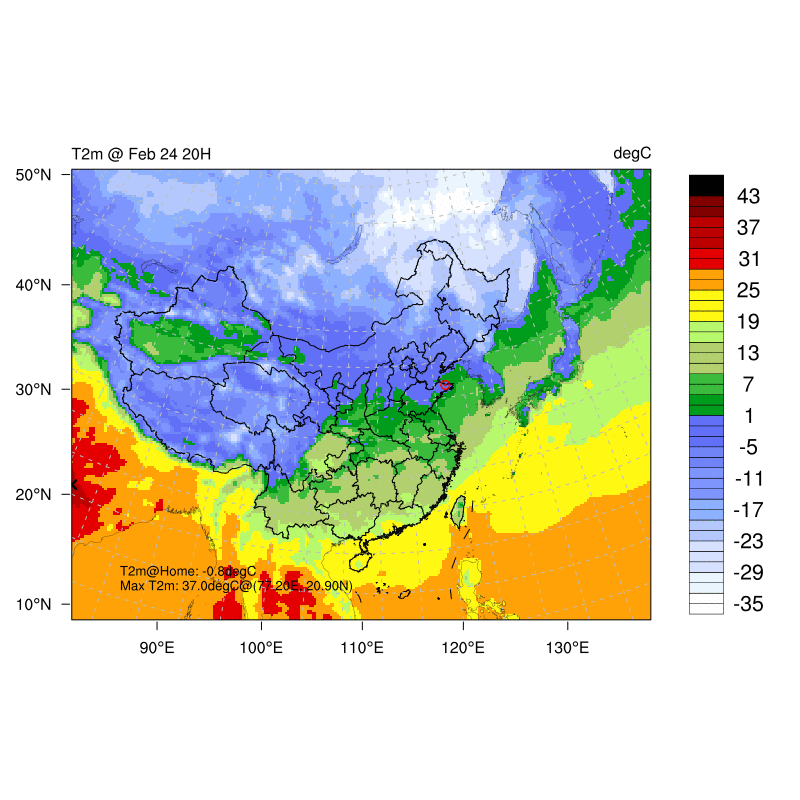 T2m @ Feb 24 20H
degC
50°N
40°N
30°N
20°N
10°N
90°E
100°E
110°E
120°E
130°E
T2m@Home: -0.8degC
Max T2m: 37.0degC@(77.20E, 20.90N)
43
37
31
25
19
13
7
1
-5
-11
-17
-23
-29
-35